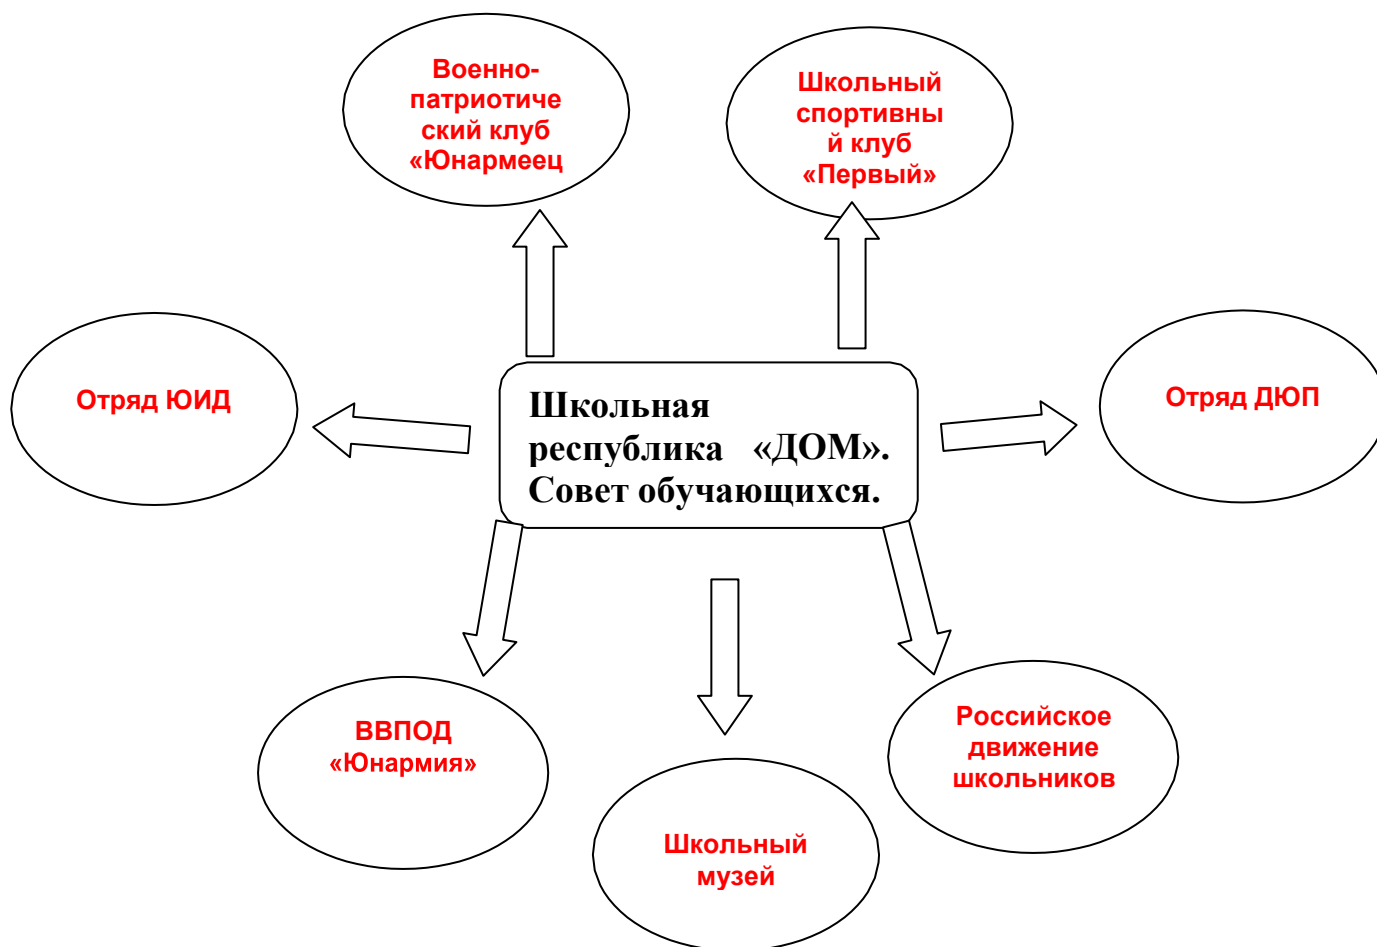 Военно-
патриотиче
ский клуб
«Юнармеец
Школьный
спортивны
й клуб
«Первый»
Отряд ЮИД
Школьная
республика «ДОМ».
Совет обучающихся.
Отряд ДЮП
ВВПОД
«Юнармия»
Школьный
музей
Российское
движение
школьников